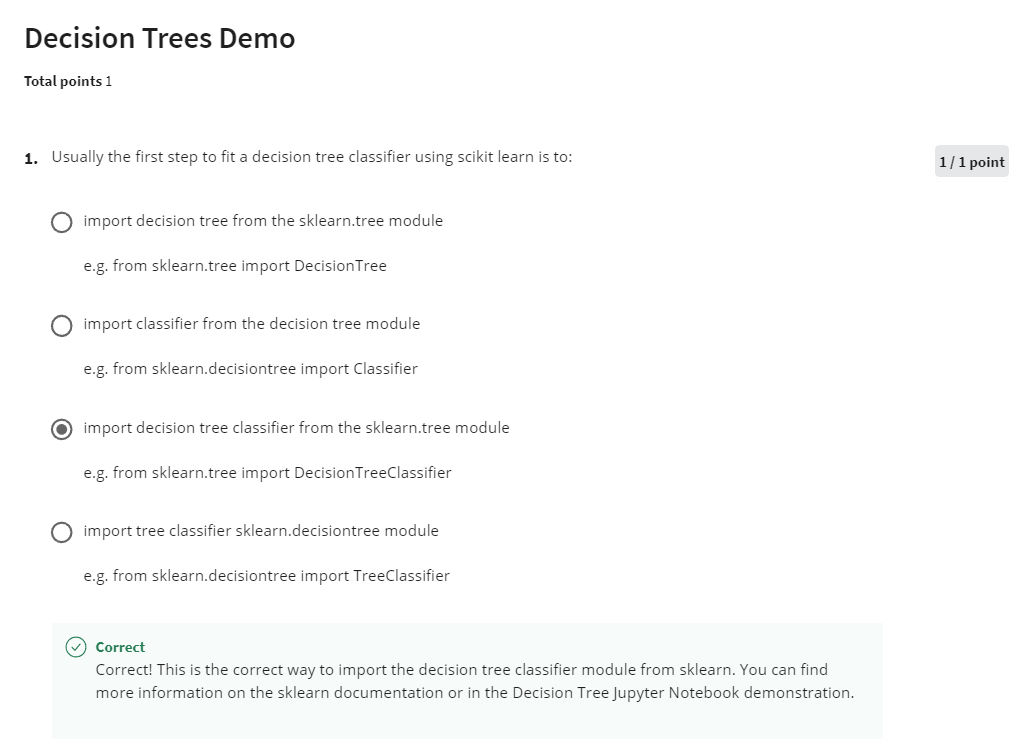 Decision Trees Demo
Total points 1
1. Usually the first step to fit a decision tree classifier using scikit learn is to:
1 / 1 point
import decision tree from the sklearn.tree module
e.g. from sklearn.tree import DecisionTree
import classifier from the decision tree module
e.g. from sklearn.decisiontree import Classifier
import decision tree classifier from the sklearn.tree module
e.g. from sklearn.tree import DecisionTreeClassifier
import tree classifier sklearn.decisiontree module
e.g. from sklearn.decisiontree import TreeClassifier
Correct
Correct! This is the correct way to import the decision tree classifier module from sklearn. You can find
more information on the sklearn documentation or in the Decision Tree Jupyter Notebook demonstration.